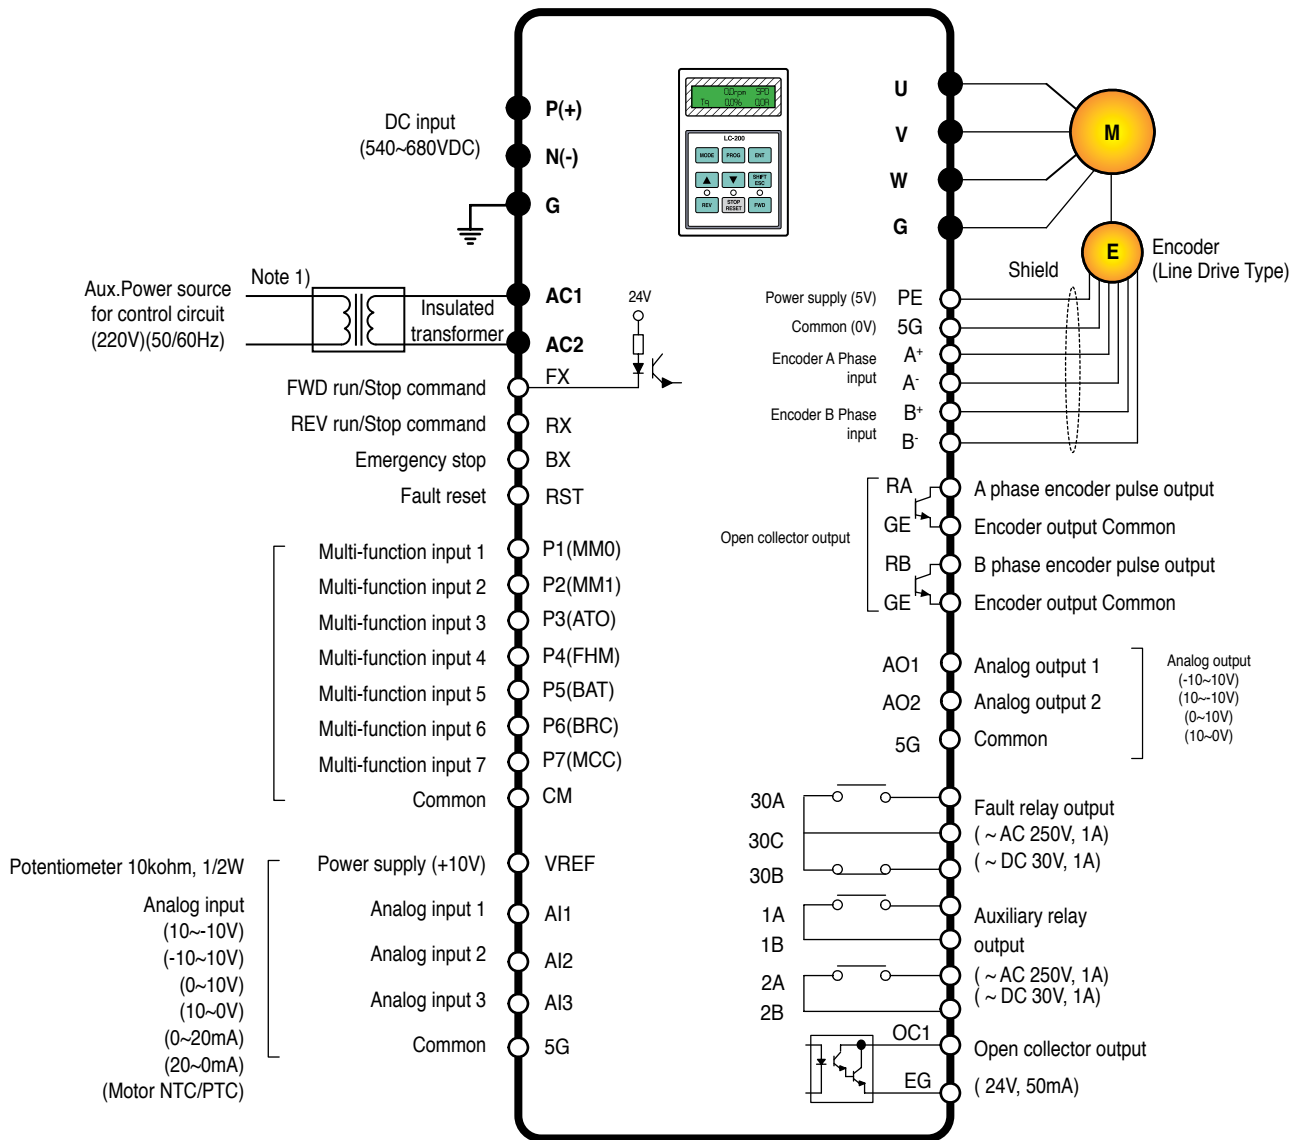 DC input
(540~680VDC)
P(+)
N(-)
G
Note 1)
Aux.Power source
for control circuit
(220V)(50/60Hz)
Insulated
transformer
AC1
AC2
24V
FWD run/Stop command
FX
REV run/Stop command
RX
Emergency stop
BX
Fault reset
RST
Multi-function input 1
P1(MM0)
Multi-function input 2
P2(MM1)
Multi-function input 3
P3(ATO)
Multi-function input 4
P4(FHM)
Multi-function input 5
P5(BAT)
Multi-function input 6
P6(BRC)
Multi-function input 7
P7(MCC)
Common
CM
Potentiometer 10kohm, 1/2W
Analog input
(10~-10V)
(-10~10V)
(0~10V)
(10~0V)
(0~20mA)
(20~0mA)
(Motor NTC/PTC)
Power supply (+10V)
VREF
Analog input 1
AI1
Analog input 2
AI2
Analog input 3
AI3
Common
5G
0.0rpm SPD
Tq 0.0% 0.0A
LC-200
MODE
PROG
ENT
SHIFT
ESC
REV
STOP
RESET
FWD
U
V
W
G
M
E
Encoder
(Line Drive Type)
Shield
Power supply (5V)
PE
Common (0V)
5G
Encoder A Phase
input
A+
A-
Encoder B Phase
input
B+
B-
Open collector output
RA
A phase encoder pulse output
GE
Encoder output Common
RB
B phase encoder pulse output
GE
Encoder output Common
AO1
Analog output 1
AO2
Analog output 2
5G
Common
Analog output
(-10~10V)
(10~-10V)
(0~10V)
(10~0V)
30A
30C
30B
Fault relay output
( ~ AC 250V, 1A)
( ~ DC 30V, 1A)
1A
1B
2A
2B
Auxiliary relay
output
( ~ AC 250V, 1A)
( ~ DC 30V, 1A)
OC1
EG
Open collector output
( 24V, 50mA)